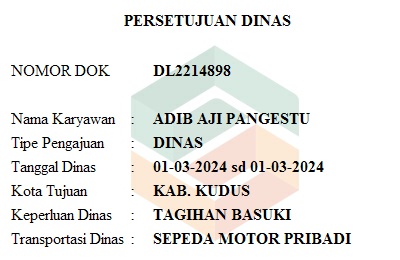 PERSETUJUAN DINAS
NOMOR DOK DL2214898
Nama Karyawan : ADIB AJI PANGESTU
Tipe Pengajuan : DINAS
Tanggal Dinas : 01-03-2024 sd 01-03-2024
Kota Tujuan : KAB. KUDUS
Keperluan Dinas : TAGIHAN BASUKI
Transportasi Dinas : SEPEDA MOTOR PRIBADI